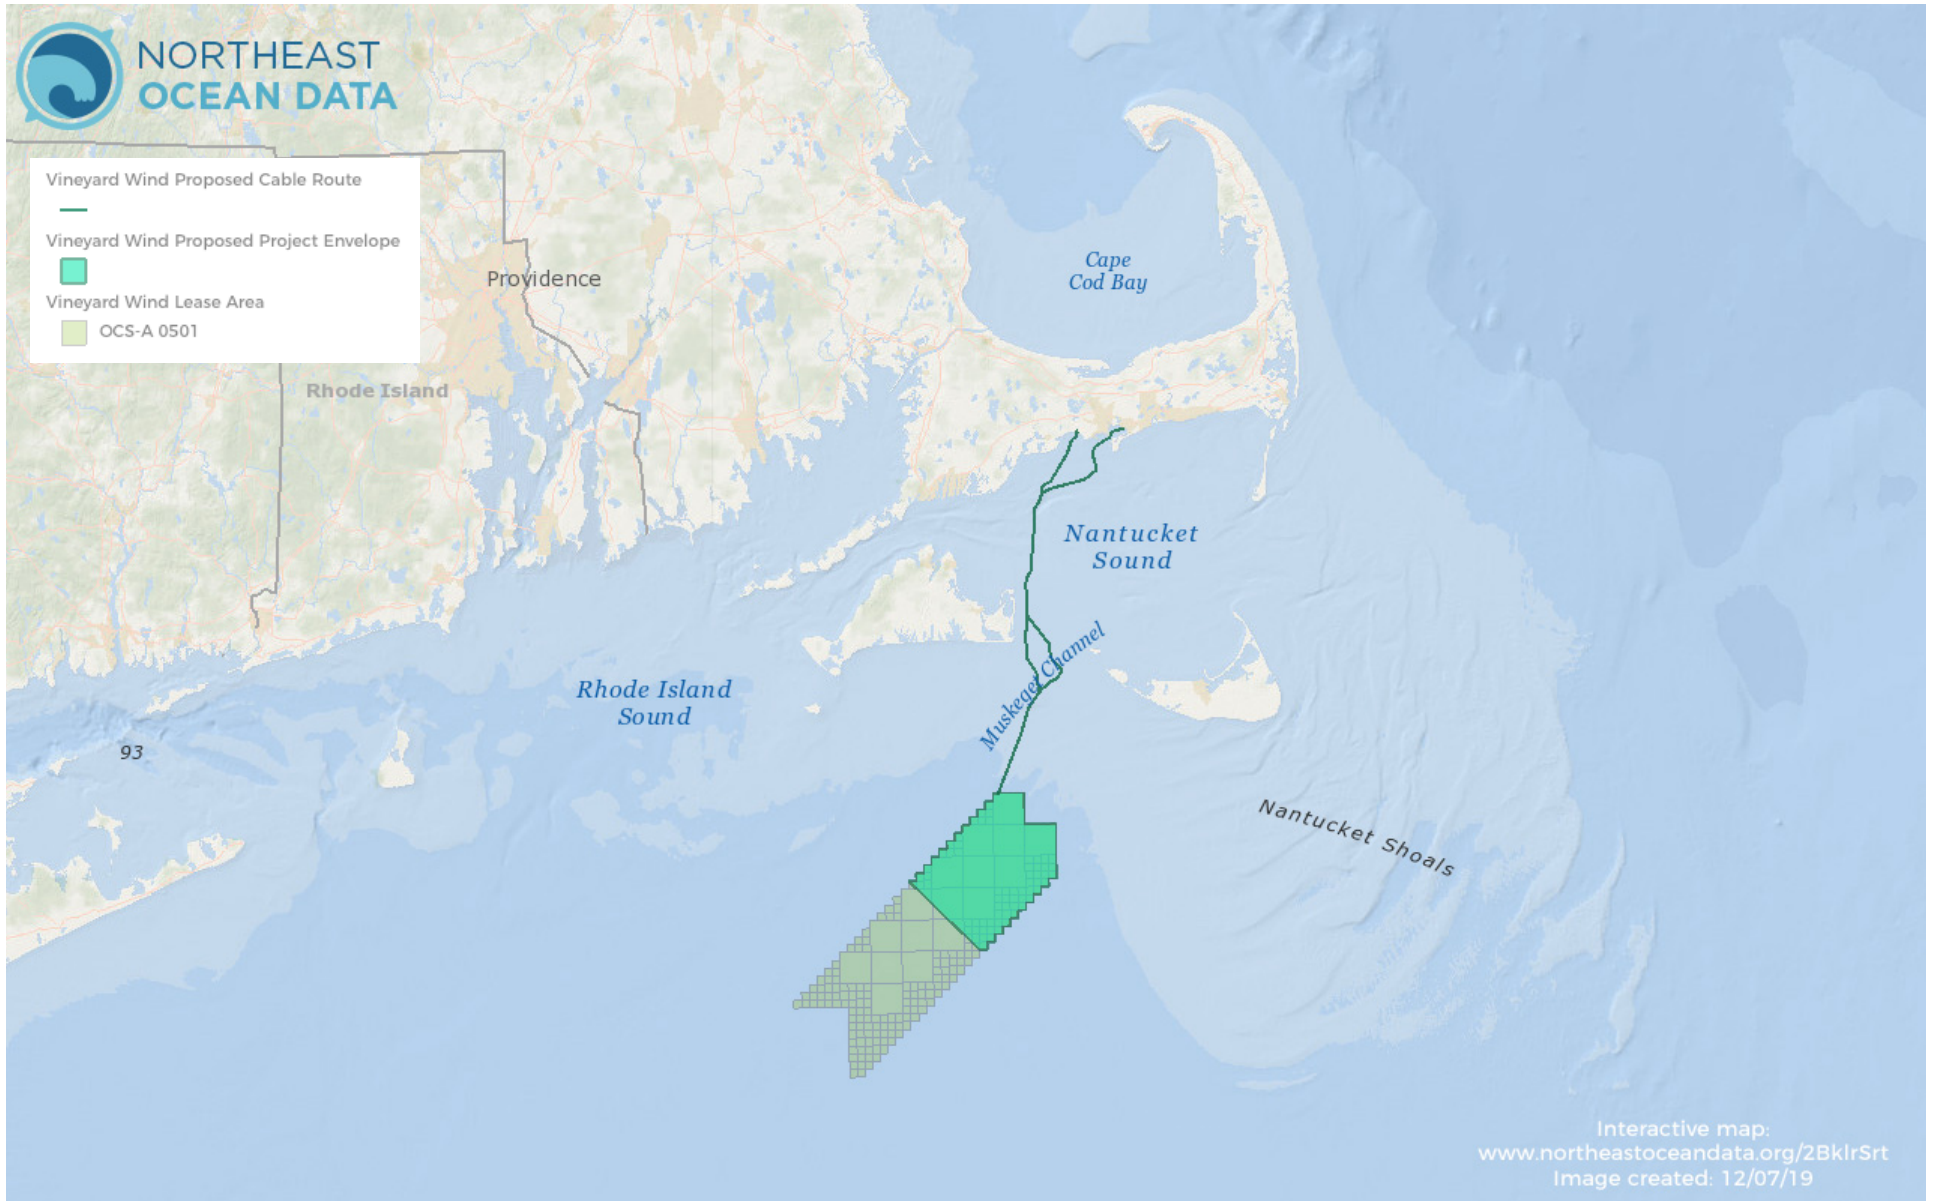 NORTHEAST
OCEAN DATA
Vineyard Wind Proposed Cable Route
Vineyard Wind Proposed Project Envelope
Vineyard Wind Lease Area
OCS-A 0501
Providence
Rhode Island
Cape
Cod Bay
Nantucket
Sound
Muskeget Channel
Rhode Island
Sound
93
Nantucket Shoals
Interactive map:
www.northeastoceandata.org/2BklrSrt
Image created: 12/07/19